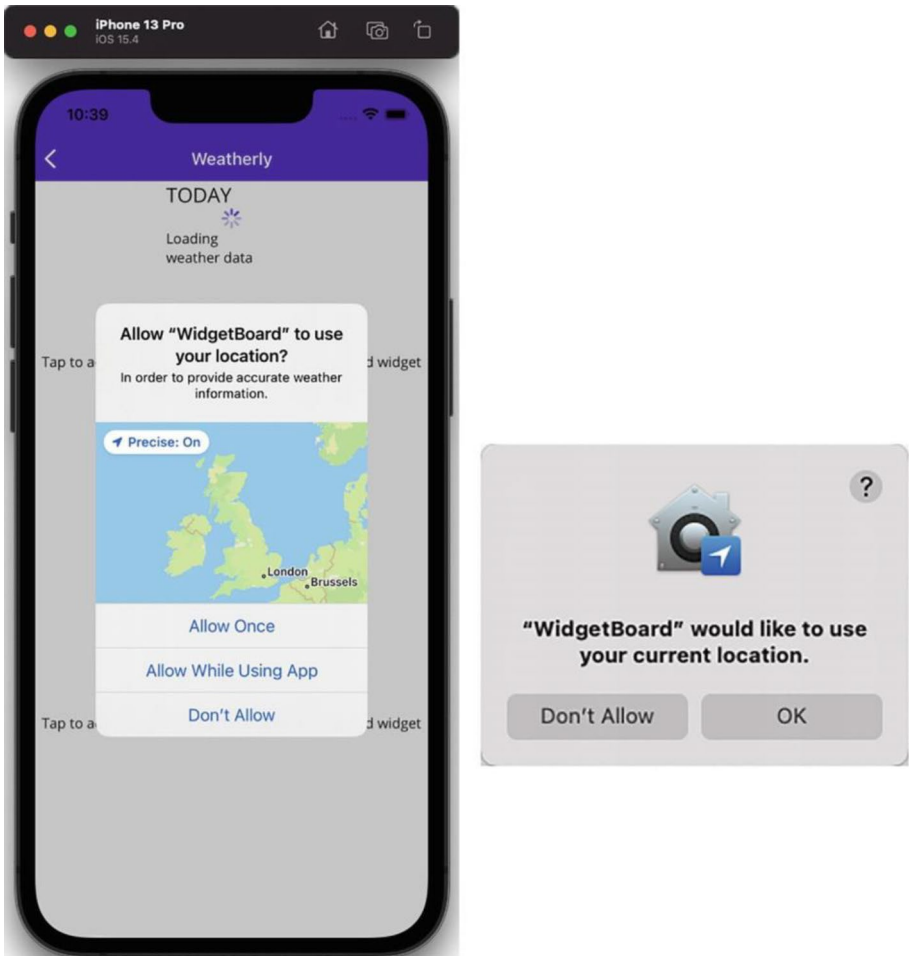 iPhone 13 Pro
iOS 15.4
10:39
Weatherly
TODAY
Loading
weather data
Allow “WidgetBoard” to use
your location?
In order to provide accurate weather
information.
Tap to a
d widget
Precise: On
London
Brussels
Allow Once
Allow While Using App
Don’t Allow
Tap to a
d widget
?
“WidgetBoard” would like to use
your current location.
Don’t Allow
OK